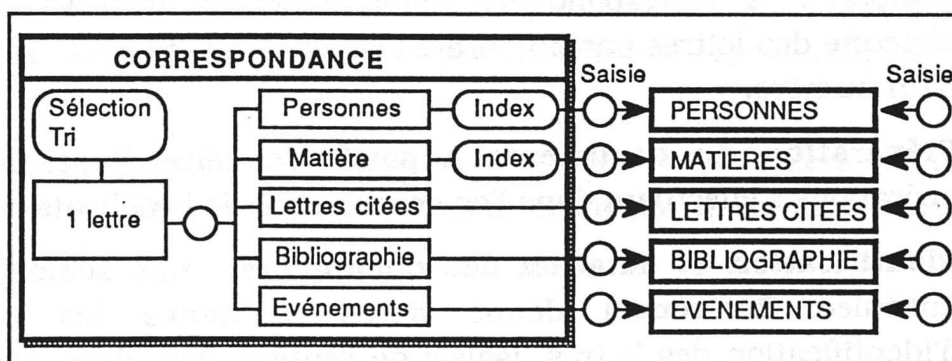 CORRESPONDANCE
Saisie
Saisie
Sélection
Tri
Personnes
Index
PERSONNES
Matière
Index
MATIERES
1 lettre
Lettres citées
LETTRES CITEES
Bibliographie
BIBLIOGRAPHIE
Evénements
EVENEMENTS